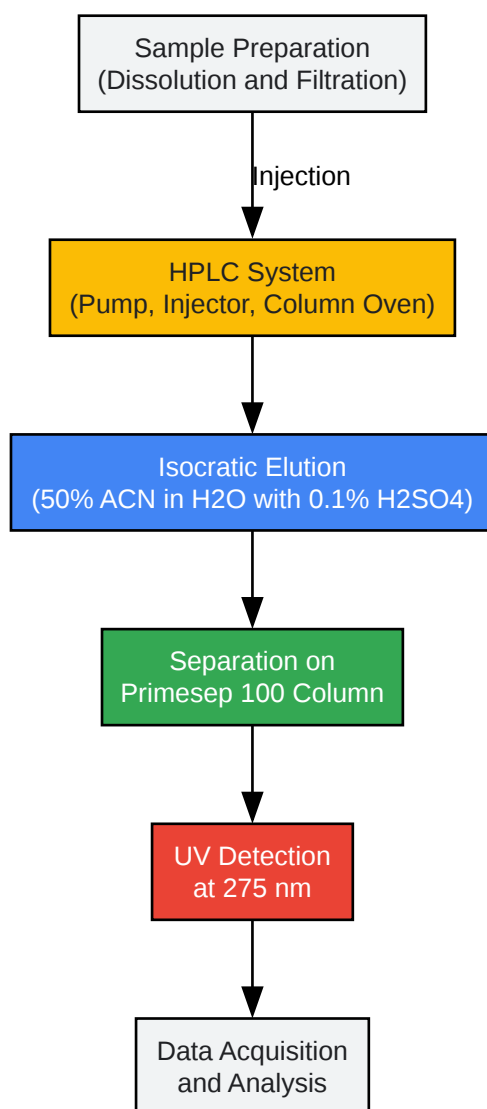 Sample Preparation
(Dissolution and Filtration)
Injection
HPLC System
(Pump, Injector, Column Oven)
Isocratic Elution
(50% ACN in H2O with 0.1% H2SO4)
Separation on
Primesep 100 Column
UV Detection
at 275 nm
Data Acquisition
and Analysis